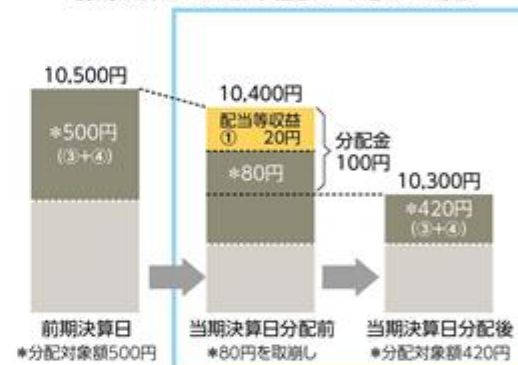 10,500円
*500円
(③+④)
10,400円
配当等収益
① 20円
*80円
分配金
100円
10,300円
*420円
(③+④)
前期決算日
*分配対象額500円
当期決算日分配前
*80円を取崩し
当期決算日分配後
*分配対象額420円